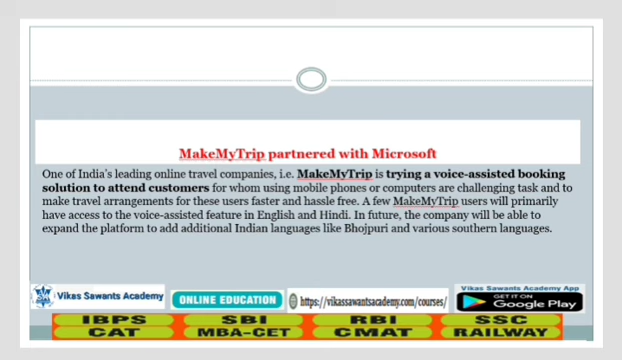 MakeMyTrip partnered with Microsoft
One of India's leading online travel companies, i.e. MakeMyTrip is trying a voice-assisted booking
solution to attend customers for whom using mobile phones or computers are challenging task and to
make travel arrangements for these users faster and hassle free. A few MakeMyTrip users will primarily
have access to the voice-assisted feature in English and Hindi. In future, the company will be able to
expand the platform to add additional Indian languages like Bhojpuri and various southern languages.
Vikas Sawants Academy
ONLINE EDUCATION
https://vikassawantsacademy.com/courses/
Vikas Sawants Academy App
GET IT ON
Google Play
IBPS SBI RBI SSC
CAT MBA-CET CMAT RAILWAY